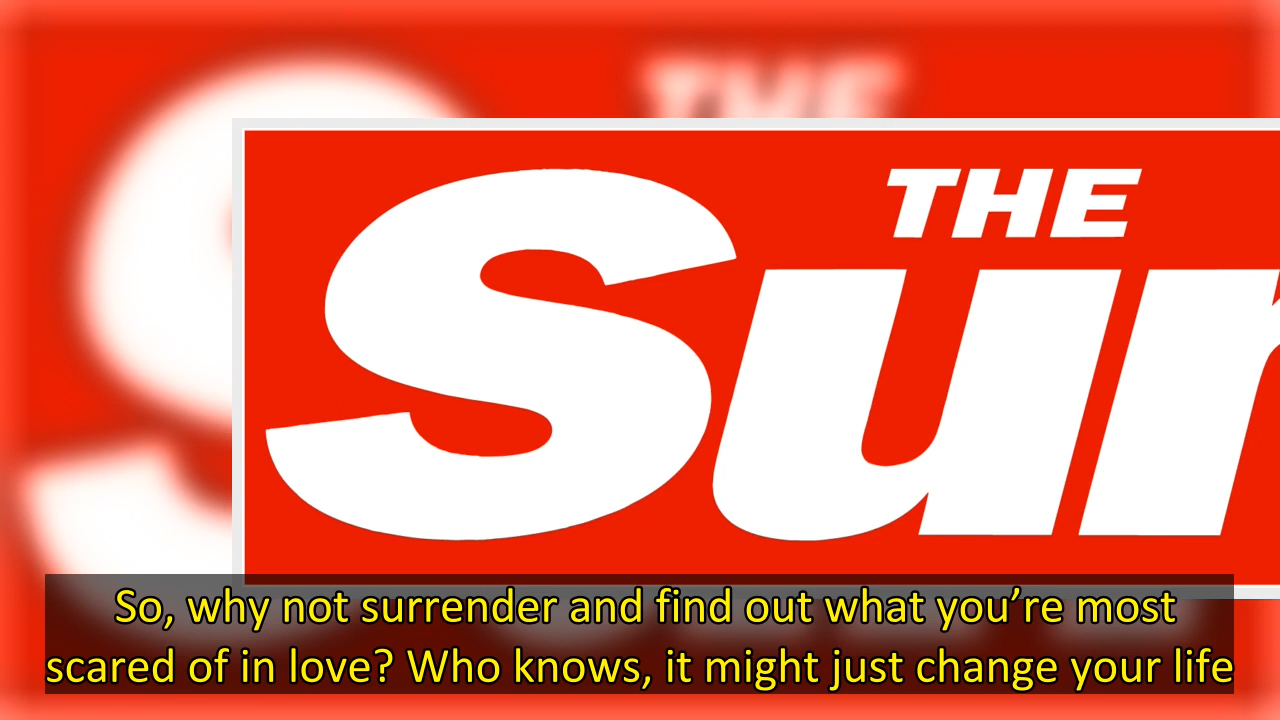 THE
Sun
So, why not surrender and find out what you’re most
scared of in love? Who knows, it might just change your life